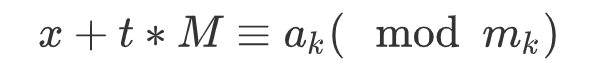 x + t * M ≡ a_k ( mod m_k )